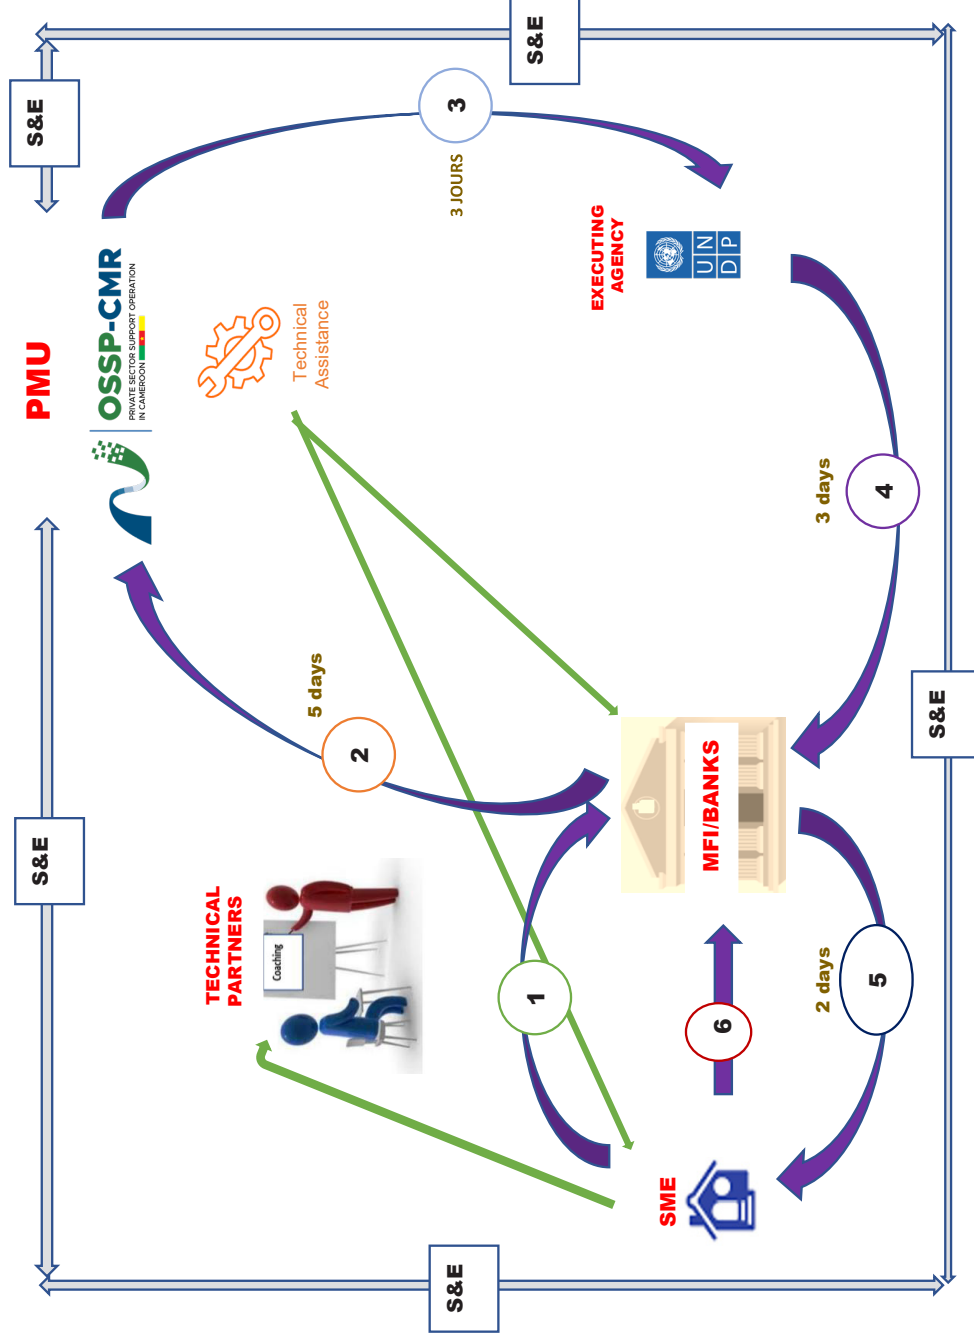 S&E
S&E
S&E
S&E
S&E
PMU
OSSP-CMR
PRIVATE SECTOR SUPPORT OPERATION
IN CAMEROON
Technical
Assistance
TECHNICAL
PARTNERS
Coaching
5 days
2
3
3 JOURS
EXECUTING
AGENCY
U N
D P
1
SME
6
MFI/BANKS
3 days
4
2 days
5